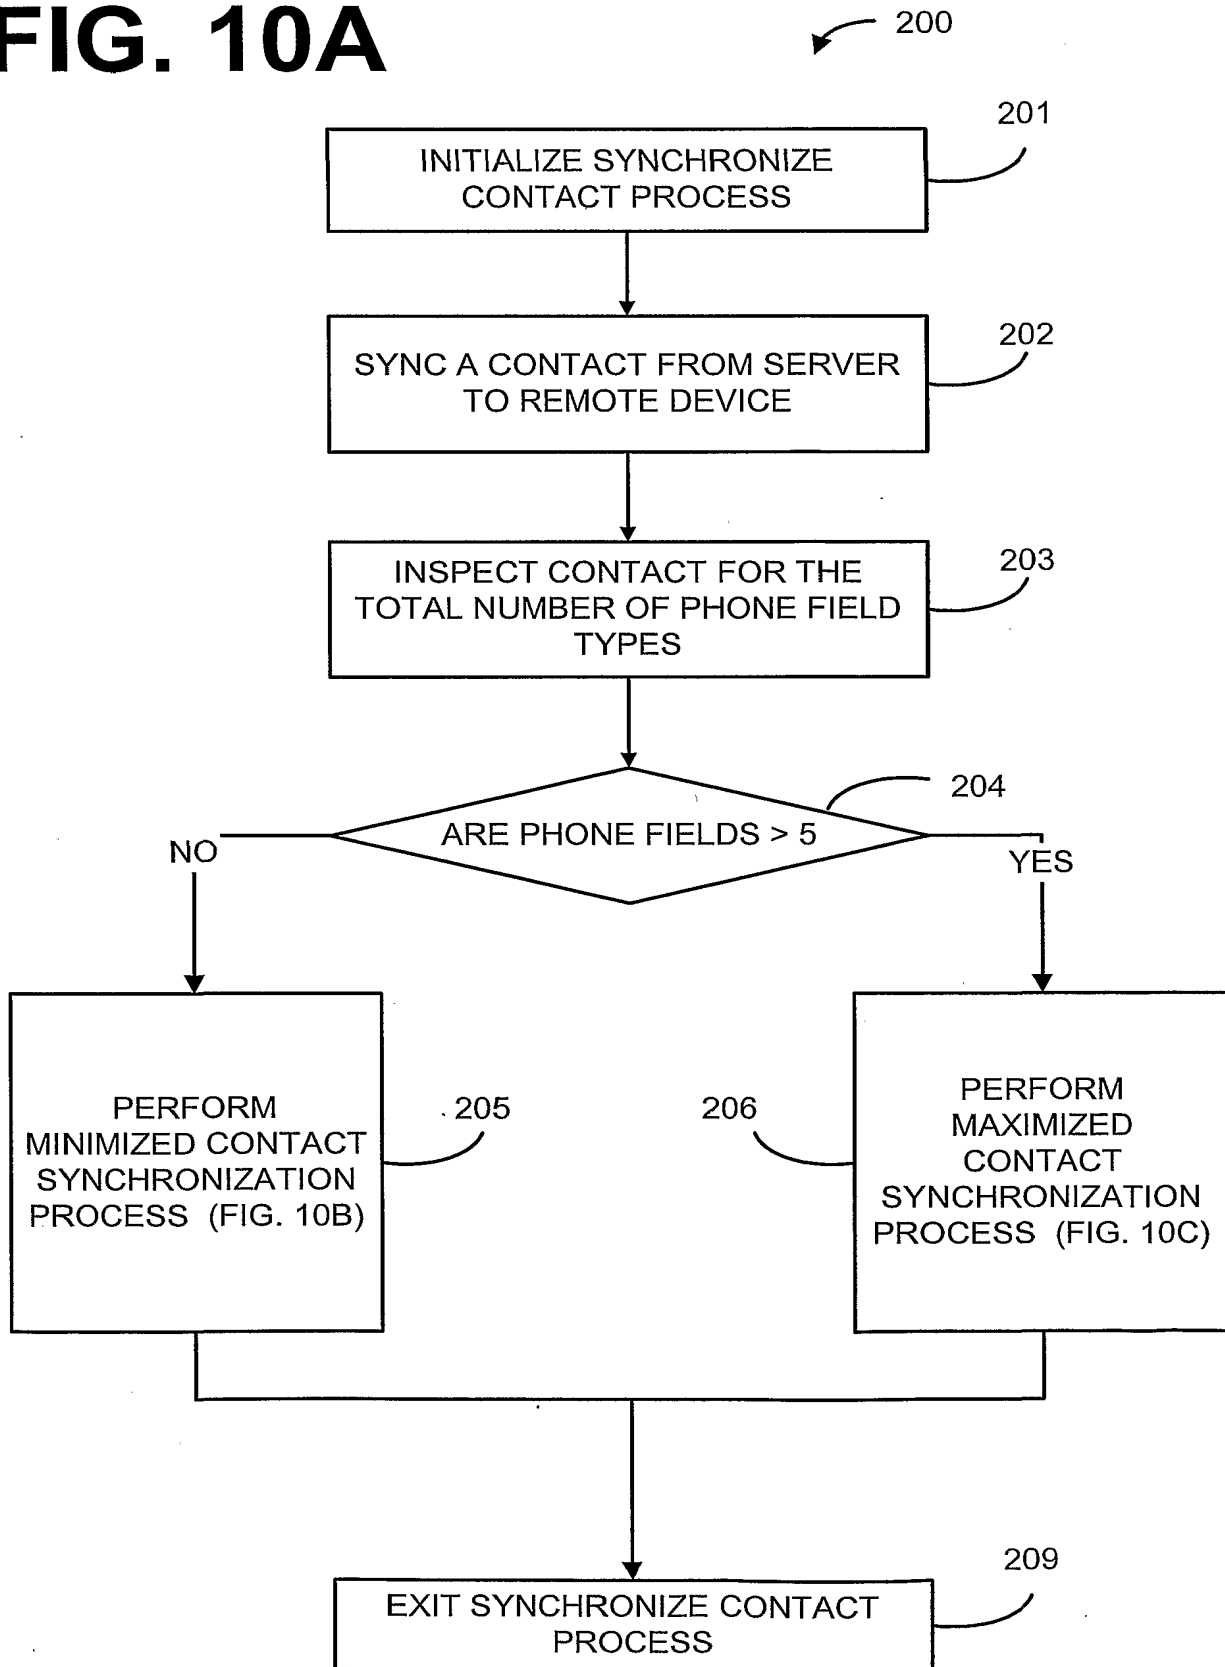 FIG. 10A
200
201
INITIALIZE SYNCHRONIZE
CONTACT PROCESS
202
SYNC A CONTACT FROM SERVER
TO REMOTE DEVICE
203
INSPECT CONTACT FOR THE
TOTAL NUMBER OF PHONE FIELD
TYPES
204
ARE PHONE FIELDS > 5
NO
YES
PERFORM
MINIMIZED CONTACT
SYNCHRONIZATION
PROCESS (FIG. 10B)
205
206
PERFORM
MAXIMIZED
CONTACT
SYNCHRONIZATION
PROCESS (FIG. 10C)
209
EXIT SYNCHRONIZE CONTACT
PROCESS